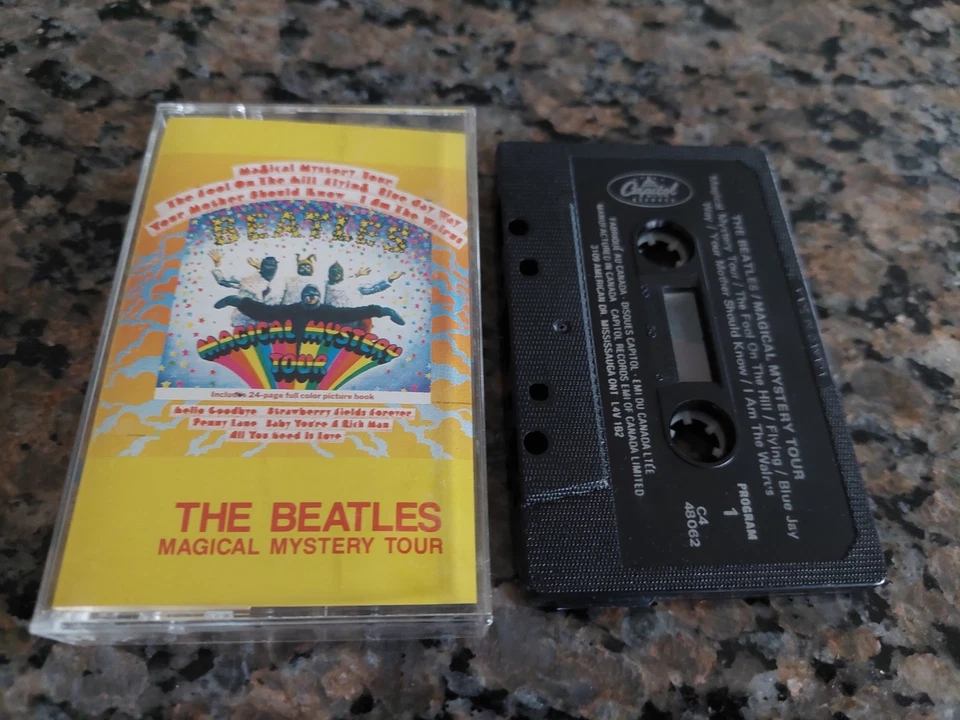 Magical Mystery Tour
The Fool On The Hill Flying Blue Jay Way
Your Mother Should Know I Am The Walrus
BEATLES
MAGICAL MYSTERY
TOUR
Includes 24-page full color picture book
Hello Goodbye Strawberry Fields Forever
Penny Lane Baby You're A Rich Man
All You Need Is Love
THE BEATLES
MAGICAL MYSTERY TOUR
Capitol
RECORDS
THE BEATLES/MAGICAL MYSTERY TOUR
Magical Mystery Tour / The Fool On The Hill / Flying / Blue Jay
Way / Your Mother Should Know / I Am The Walrus
PROGRAM
1
C4
48062
FABRIQUÉ AU CANADA · DISQUES CAPITOL · EMI DU CANADA LTÉE
MANUFACTURED IN CANADA CAPITOL RECORDS EMI OF CANADA LIMITED
3109 AMERICAN DR. MISSISSAUGA ONT L4V 1B2